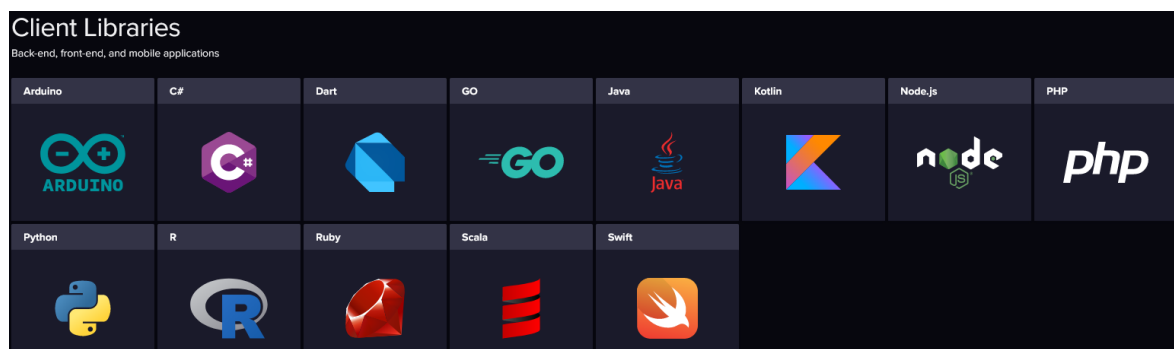 Client Libraries
Back-end, front-end, and mobile applications
Arduino C# Dart GO Java Kotlin Node.js PHP
ARDUINO C# GO Java node JS php
Python R Ruby Scala Swift
R